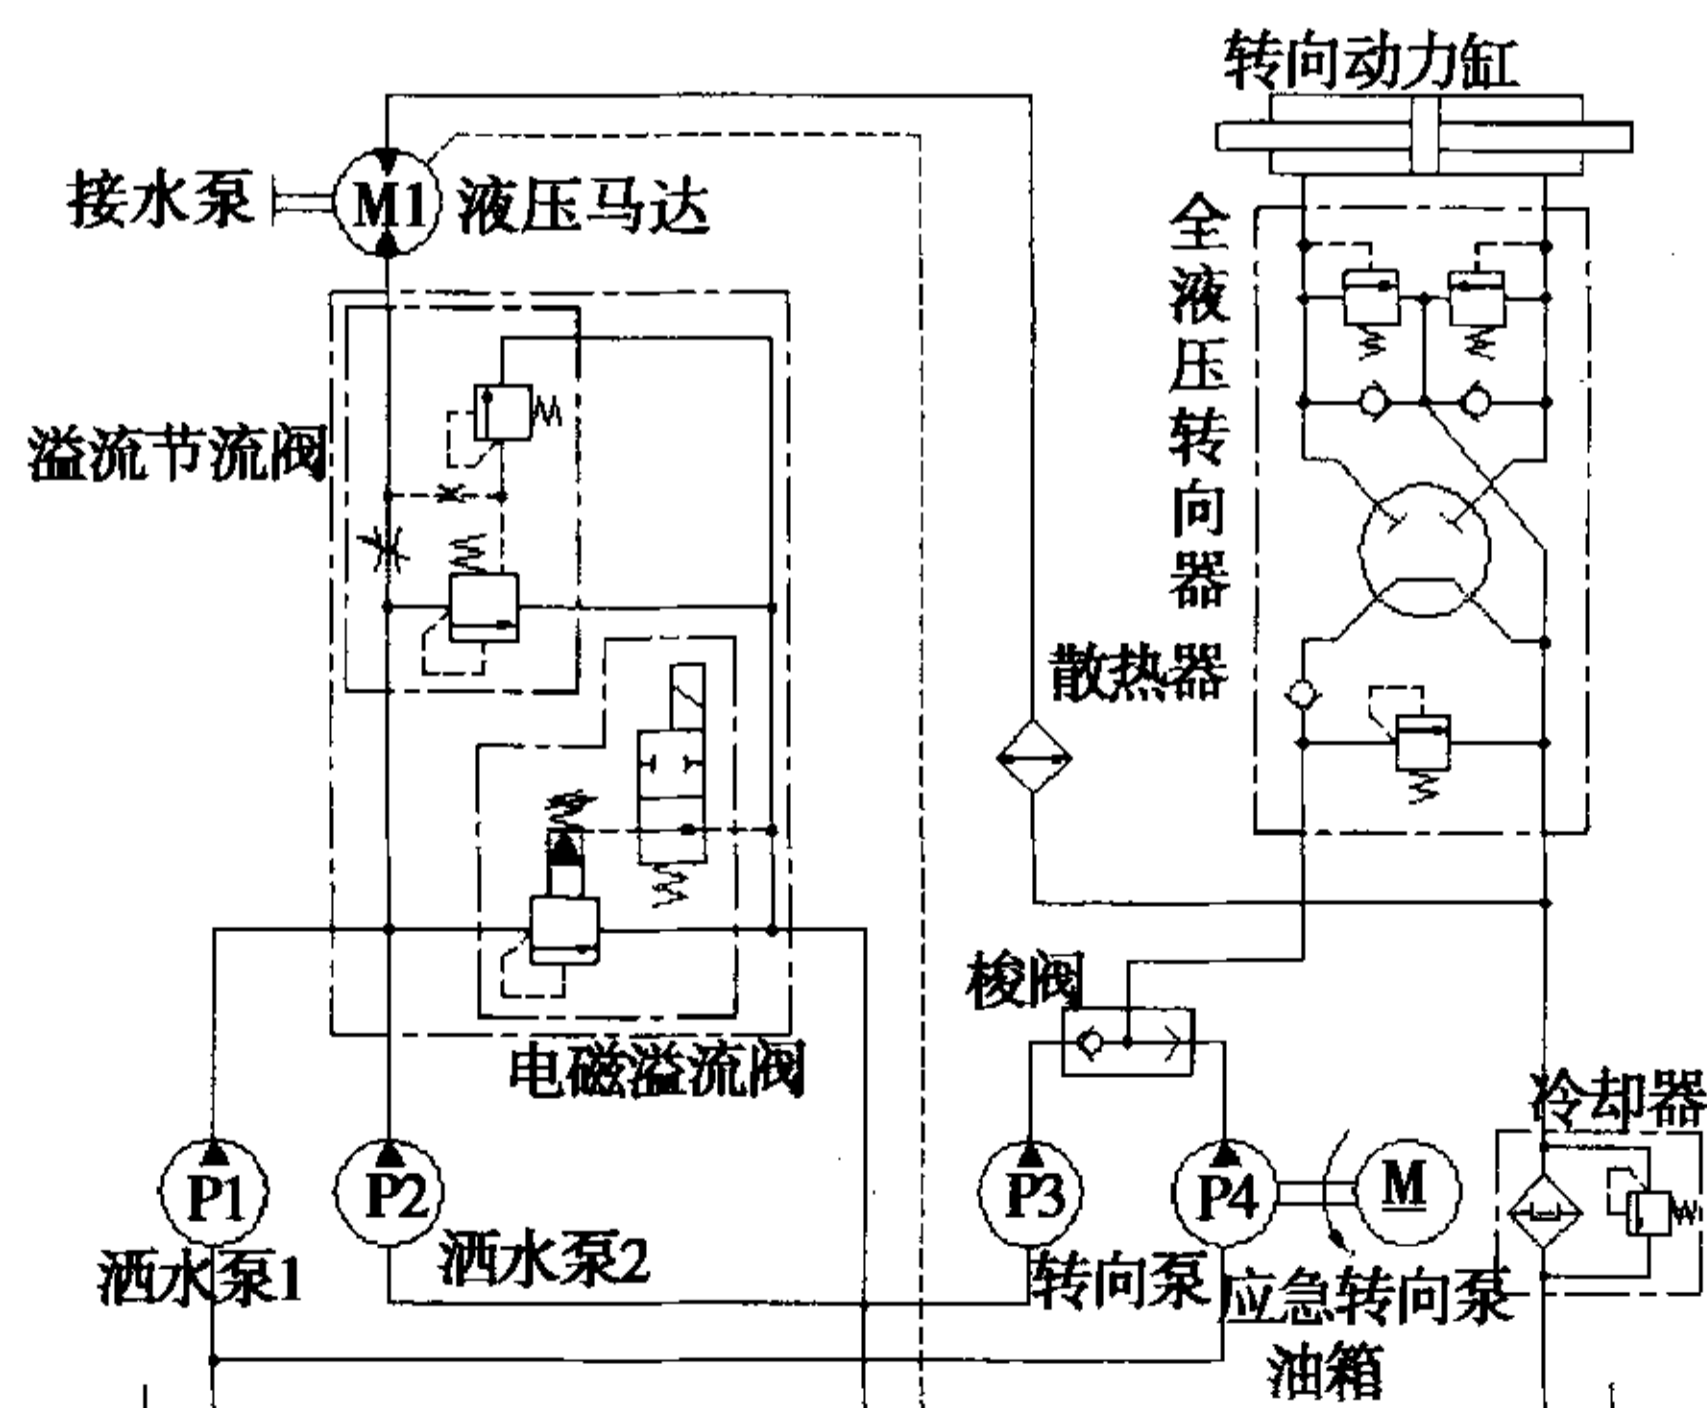 转向动力缸
接水泵
M1
液压马达
全液压转向器
溢流节流阀
散热器
梭阀
电磁溢流阀
冷却器
P1
P2
P3
P4
M
洒水泵1
洒水泵2
转向泵
应急转向泵
油箱